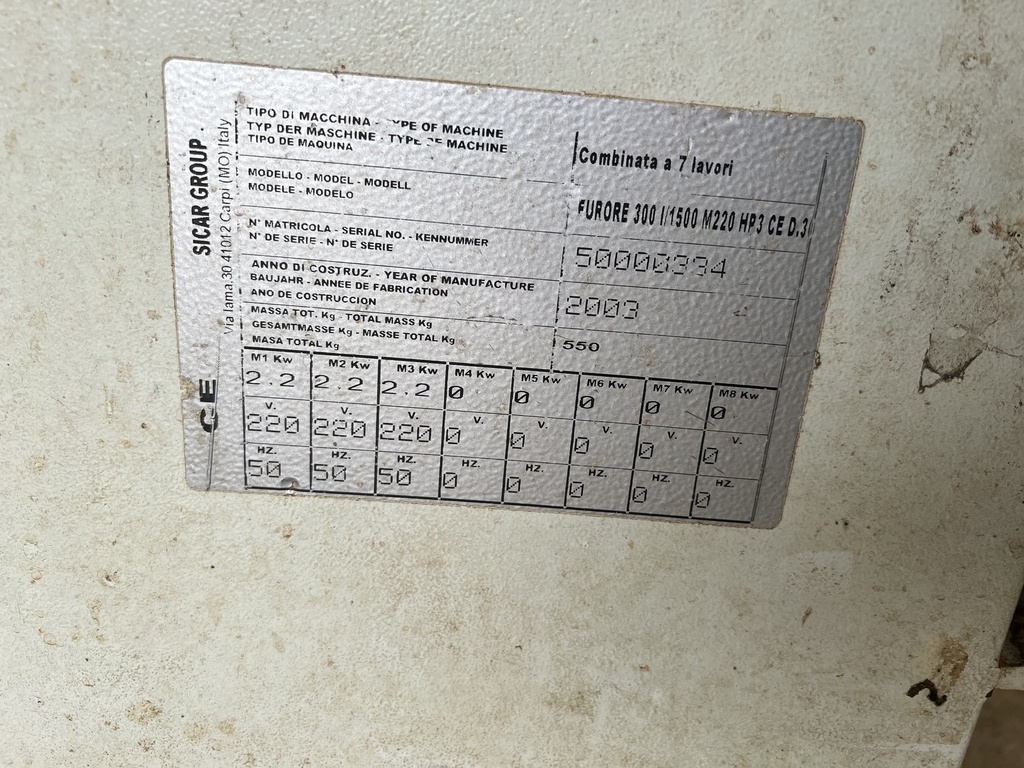 SICAR GROUP
Via lama,30 41012 Carpi (MO) Italy
CE
TIPO DI MACCHINA - TYPE OF MACHINE
TYP DER MASCHINE - TYPE DE MACHINE
TIPO DE MAQUINA
Combinata a 7 lavori
MODELLO - MODEL - MODELL
MODELE - MODELO
FURORE 300 I/1500 M220 HP3 CE
N° MATRICOLA - SERIAL NO. - KENNUMMER
N° DE SERIE - N° DE SERIE
50000334
ANNO DI COSTRUZ. - YEAR OF MANUFACTURE
BAUJAHR - ANNEE DE FABRICATION
ANO DE COSTRUCCION
2003
MASSA TOT. Kg - TOTAL MASS Kg
GESAMTMASSE Kg - MASSE TOTAL Kg
MASA TOTAL Kg
550
M1 Kw M2 Kw M3 Kw M4 Kw M5 Kw M6 Kw M7 Kw M8 Kw
2.2 2.2 2.2 0 0 0 0 0
V. V. V. V. V. V. V. V.
220 220 220 0 0 0 0 0
HZ. HZ. HZ. HZ. HZ. HZ. HZ. HZ.
50 50 50 0 0 0 0 0